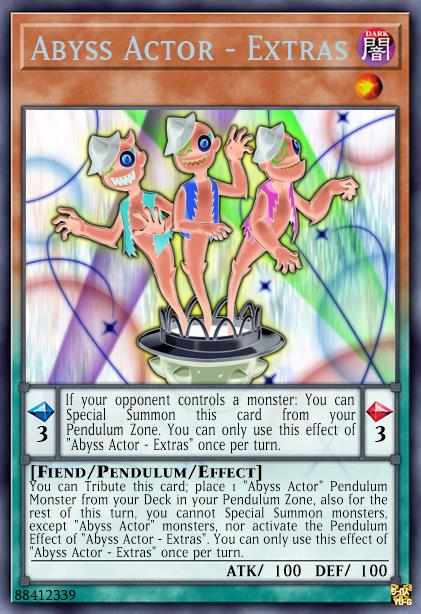 ABYSS ACTOR - EXTRAS
DARK
闇
If your opponent controls a monster: You can
Special Summon this card from your
Pendulum Zone. You can only use this effect of
"Abyss Actor - Extras" once per turn.
3
3
[FIEND/PENDULUM/EFFECT]
You can Tribute this card; place 1 "Abyss Actor" Pendulum
Monster from your Deck in your Pendulum Zone, also for the
rest of this turn, you cannot Special Summon monsters,
except "Abyss Actor" monsters, nor activate the Pendulum
Effect of "Abyss Actor - Extras". You can only use this effect of
"Abyss Actor - Extras" once per turn.
ATK/ 100 DEF/ 100
88412339